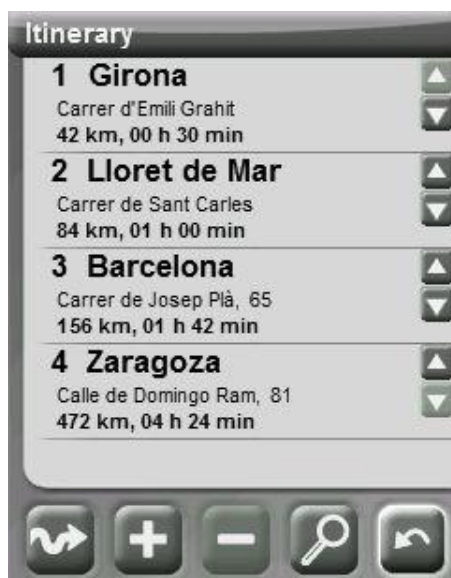 Itinerary
1 Girona
Carrer d'Emili Grahit
42 km, 00 h 30 min
2 Lloret de Mar
Carrer de Sant Carles
84 km, 01 h 00 min
3 Barcelona
Carrer de Josep Plà, 65
156 km, 01 h 42 min
4 Zaragoza
Calle de Domingo Ram, 81
472 km, 04 h 24 min